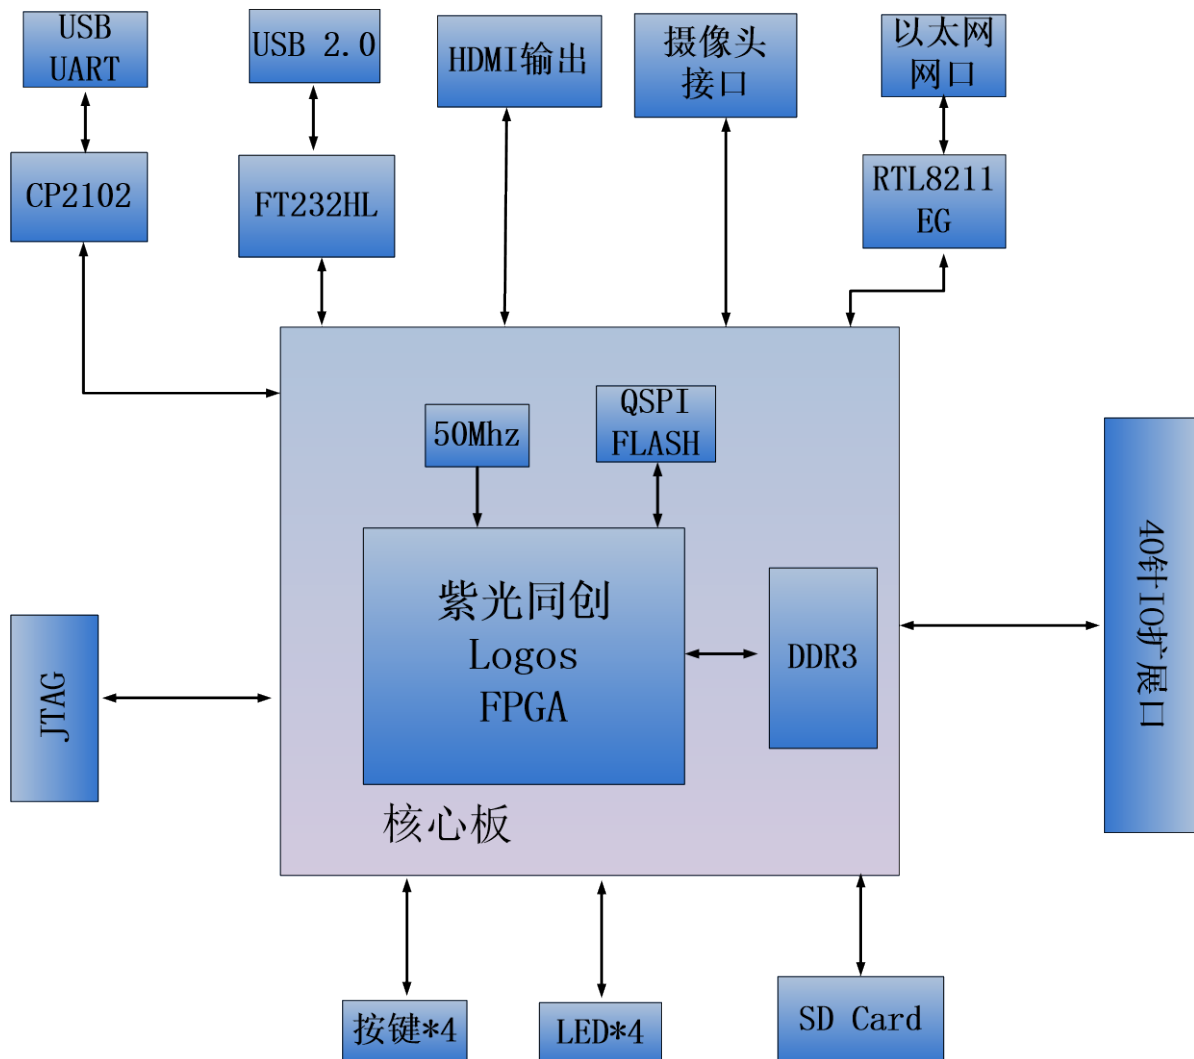 USB
UART
USB 2.0
HDMI输出
摄像头
接口
以太网
网口
CP2102
FT232HL
RTL8211
EG
50Mhz
QSPI
FLASH
紫光同创
Logos
FPGA
DDR3
40针IO扩展口
JTAG
核心板
按键*4
LED*4
SD Card